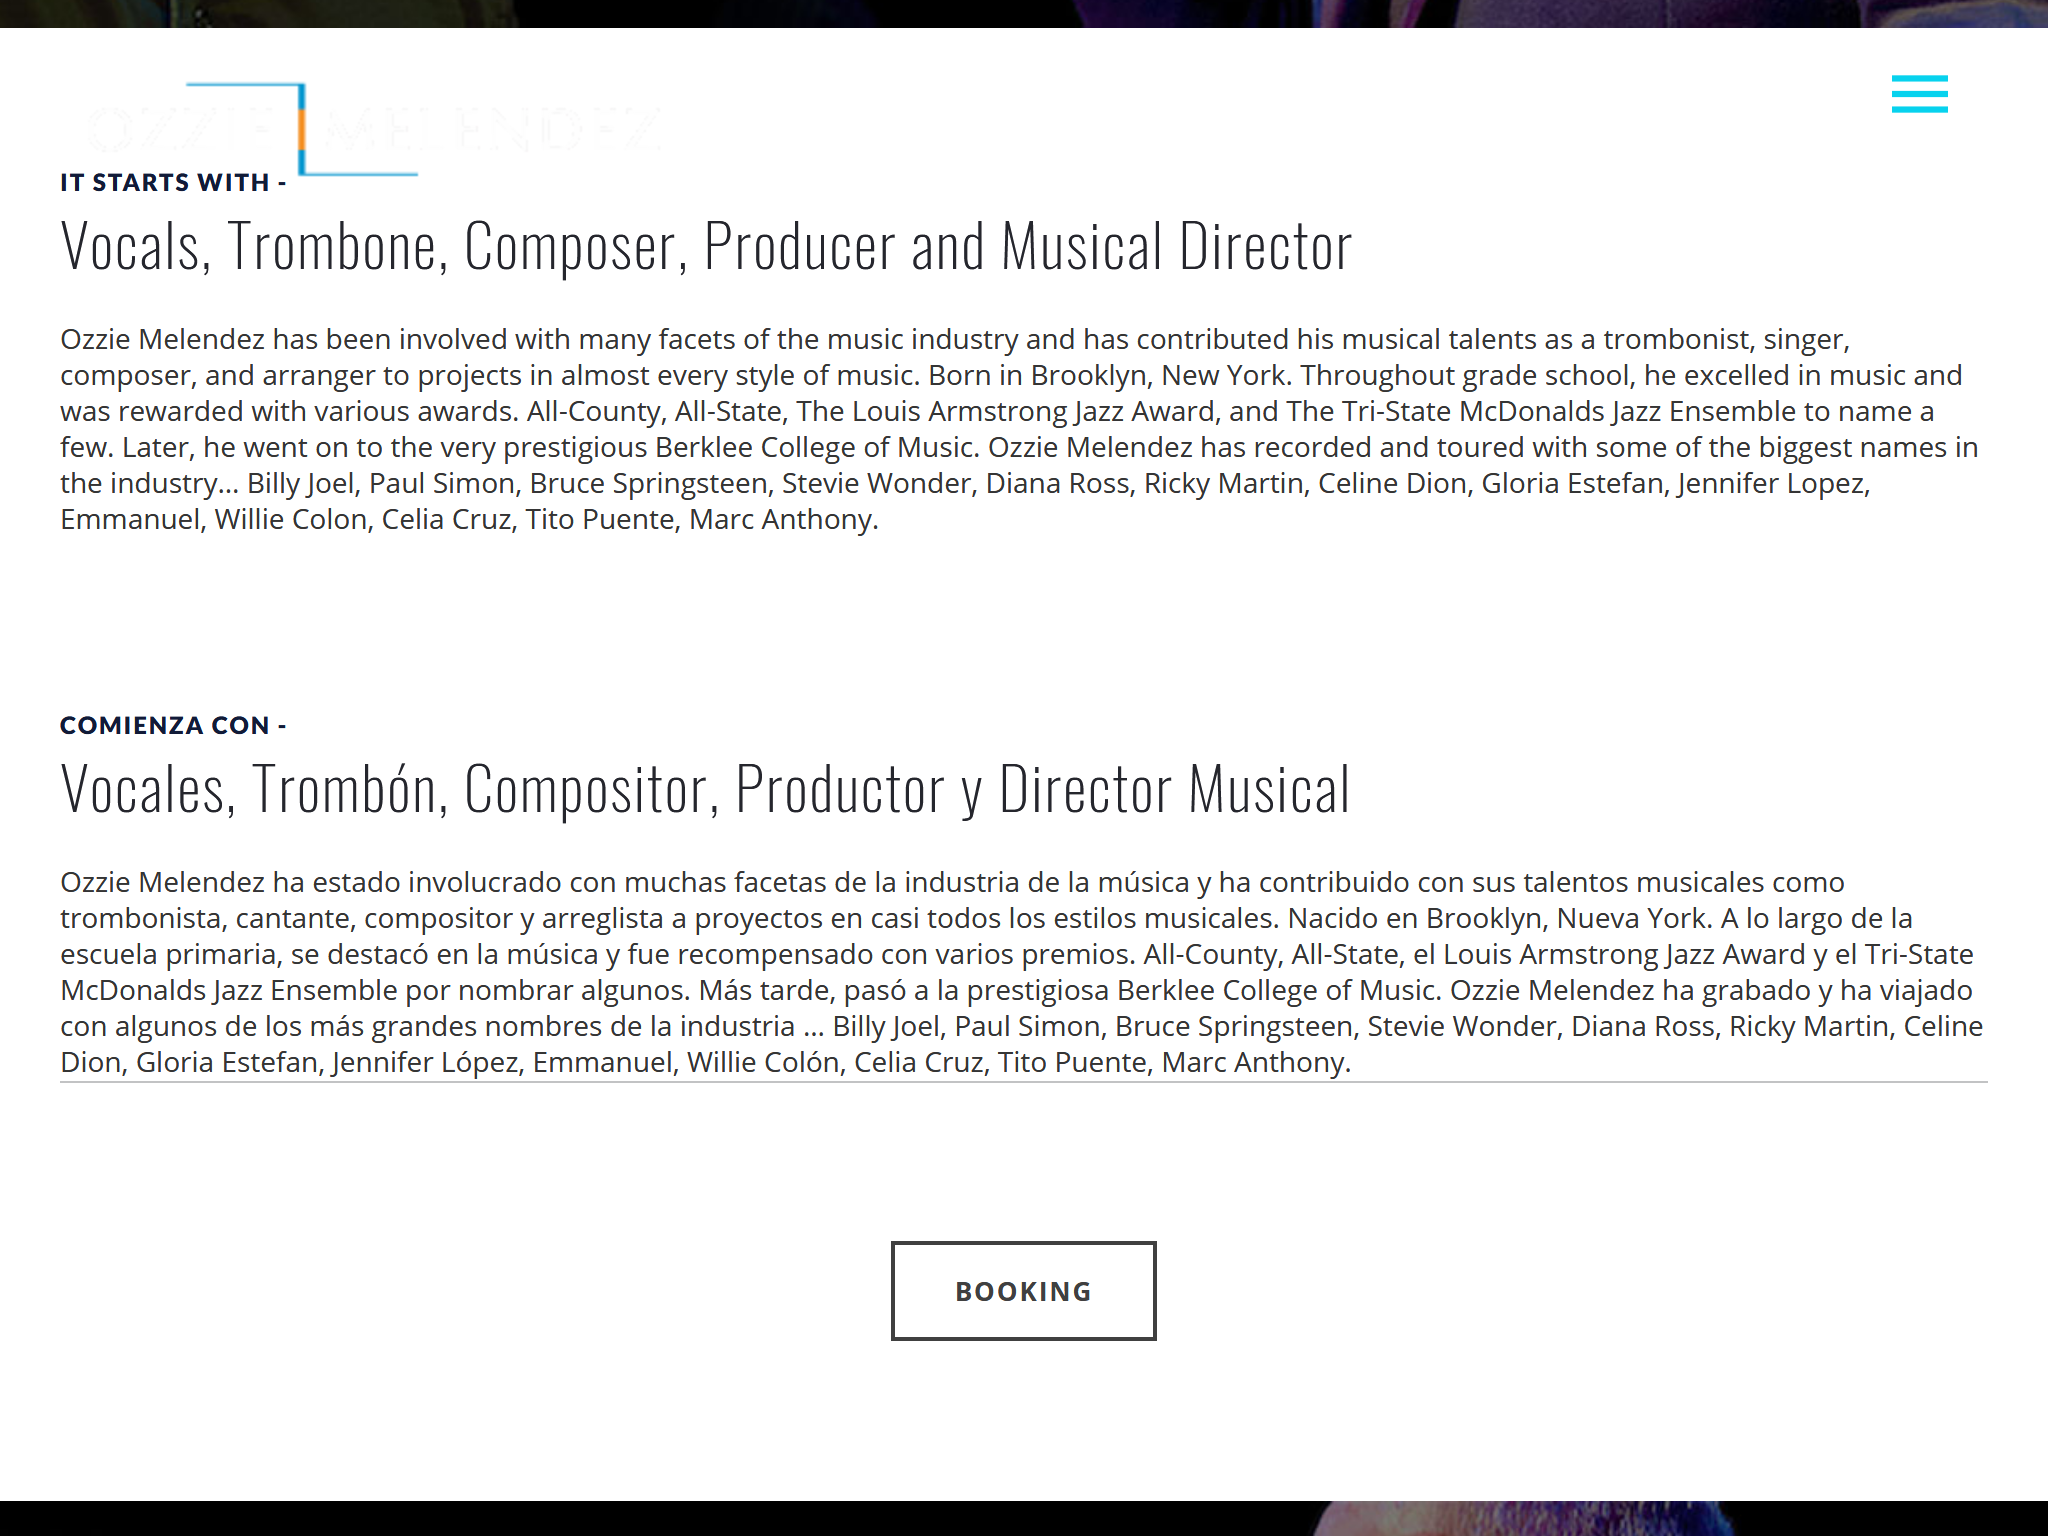 OZZIE MELENDEZ
IT STARTS WITH -
Vocals, Trombone, Composer, Producer and Musical Director
Ozzie Melendez has been involved with many facets of the music industry and has contributed his musical talents as a trombonist, singer,
composer, and arranger to projects in almost every style of music. Born in Brooklyn, New York. Throughout grade school, he excelled in music and
was rewarded with various awards. All-County, All-State, The Louis Armstrong Jazz Award, and The Tri-State McDonalds Jazz Ensemble to name a
few. Later, he went on to the very prestigious Berklee College of Music. Ozzie Melendez has recorded and toured with some of the biggest names in
the industry... Billy Joel, Paul Simon, Bruce Springsteen, Stevie Wonder, Diana Ross, Ricky Martin, Celine Dion, Gloria Estefan, Jennifer Lopez,
Emmanuel, Willie Colon, Celia Cruz, Tito Puente, Marc Anthony.
COMIENZA CON -
Vocales, Trombón, Compositor, Productor y Director Musical
Ozzie Melendez ha estado involucrado con muchas facetas de la industria de la música y ha contribuido con sus talentos musicales como
trombonista, cantante, compositor y arreglista a proyectos en casi todos los estilos musicales. Nacido en Brooklyn, Nueva York. A lo largo de la
escuela primaria, se destacó en la música y fue recompensado con varios premios. All-County, All-State, el Louis Armstrong Jazz Award y el Tri-State
McDonalds Jazz Ensemble por nombrar algunos. Más tarde, pasó a la prestigiosa Berklee College of Music. Ozzie Melendez ha grabado y ha viajado
con algunos de los más grandes nombres de la industria ... Billy Joel, Paul Simon, Bruce Springsteen, Stevie Wonder, Diana Ross, Ricky Martin, Celine
Dion, Gloria Estefan, Jennifer López, Emmanuel, Willie Colón, Celia Cruz, Tito Puente, Marc Anthony.
BOOKING